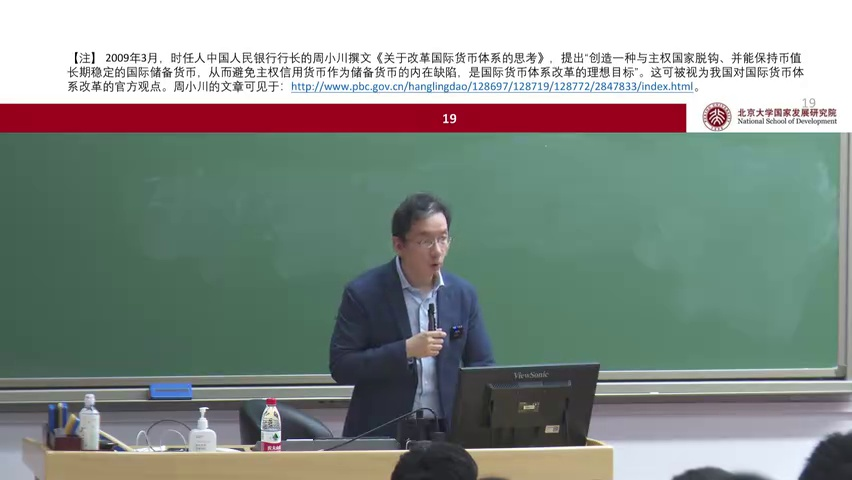 【注】 2009年3月，时任人中国人民银行行长的周小川撰文《关于改革国际货币体系的思考》，提出“创造一种与主权国家脱钩、并能保持币值
长期稳定的国际储备货币，从而避免主权信用货币作为储备货币的内在缺陷，是国际货币体系改革的理想目标”。这可被视为我国对国际货币体
系改革的官方观点。周小川的文章可见于：http://www.pbc.gov.cn/hanglingdao/128697/128719/128772/2847833/index.html。
19
19
北京大学国家发展研究院
National School of Development
ViewSonic